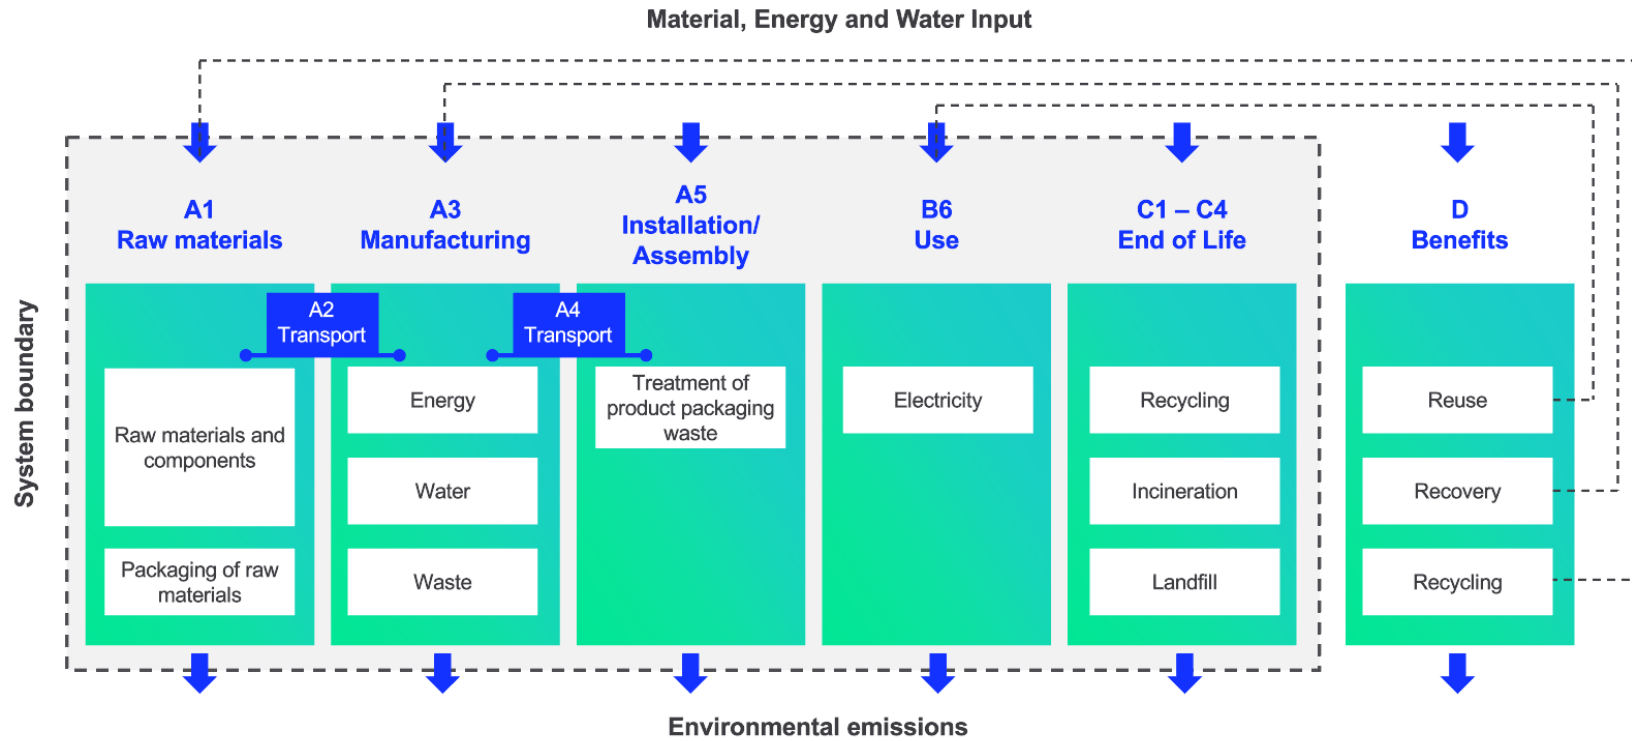 Material, Energy and Water Input
A1
Raw materials
A3
Manufacturing
A5
Installation/
Assembly
B6
Use
C1 – C4
End of Life
D
Benefits
System boundary
A2
Transport
A4
Transport
Raw materials and
components
Packaging of raw
materials
Energy
Water
Waste
Treatment of
product packaging
waste
Electricity
Recycling
Incineration
Landfill
Reuse
Recovery
Recycling
Environmental emissions